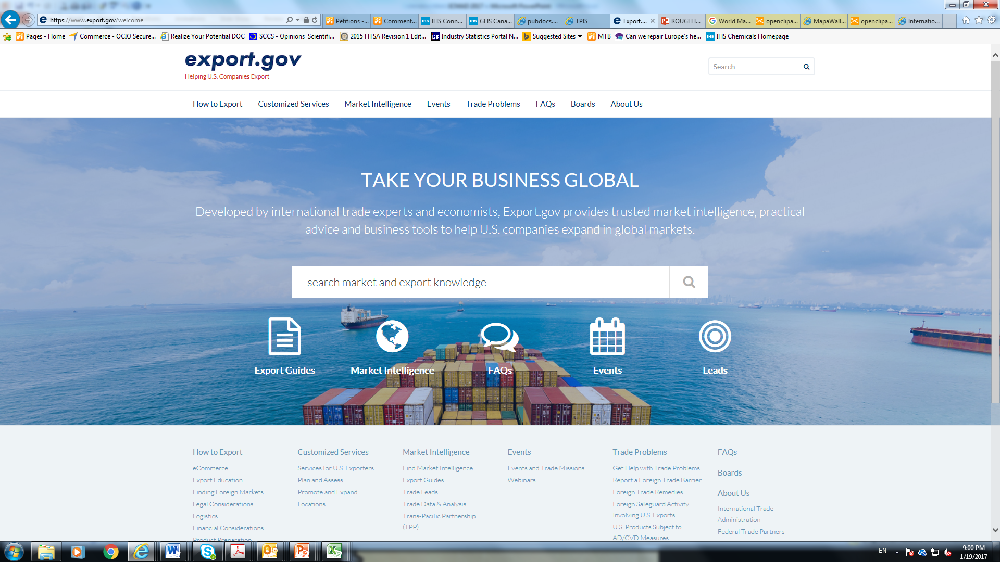 https://www.export.gov/welcome
Petitions -...
Comment...
IHS Conn...
GHS Cana...
pubdocs....
TPIS
Export....
ROUGH I...
World Ma...
openclipa...
MapaWall...
openclipa...
Internatio...
Pages - Home
Commerce - OCIO Secure...
Realize Your Potential DOC
SCCS - Opinions Scientifi...
2015 HTSA Revision 1 Edit...
Industry Statistics Portal N...
Suggested Sites
MTB
Can we repair Europe's he...
IHS Chemicals Homepage
export.gov
Helping U.S. Companies Export
Search
How to Export
Customized Services
Market Intelligence
Events
Trade Problems
FAQs
Boards
About Us
TAKE YOUR BUSINESS GLOBAL
Developed by international trade experts and economists, Export.gov provides trusted market intelligence, practical
advice and business tools to help U.S. companies expand in global markets.
search market and export knowledge
Export Guides
Market Intelligence
FAQs
Events
Leads
How to Export
eCommerce
Export Education
Finding Foreign Markets
Legal Considerations
Logistics
Financial Considerations
Product Preparation
Customized Services
Services for U.S. Exporters
Plan and Assess
Promote and Expand
Locations
Market Intelligence
Find Market Intelligence
Export Guides
Trade Leads
Trade Data & Analysis
Trans-Pacific Partnership
(TPP)
Events
Events and Trade Missions
Webinars
Trade Problems
Get Help with Trade Problems
Report a Foreign Trade Barrier
Foreign Trade Remedies
Foreign Safeguard Activity
Involving U.S. Exports
U.S. Products Subject to
AD/CVD Measures
FAQs
Boards
About Us
International Trade
Administration
Federal Trade Partners
EN
9:00 PM
1/19/2017